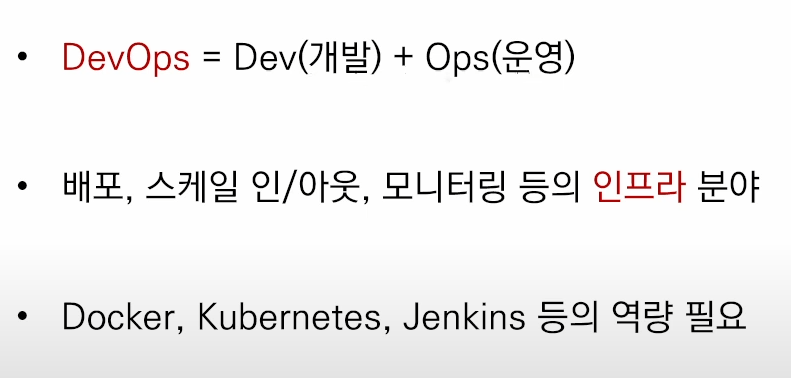 • DevOps = Dev(개발) + Ops(운영)
• 배포, 스케일 인/아웃, 모니터링 등의 인프라 분야
• Docker, Kubernetes, Jenkins 등의 역량 필요